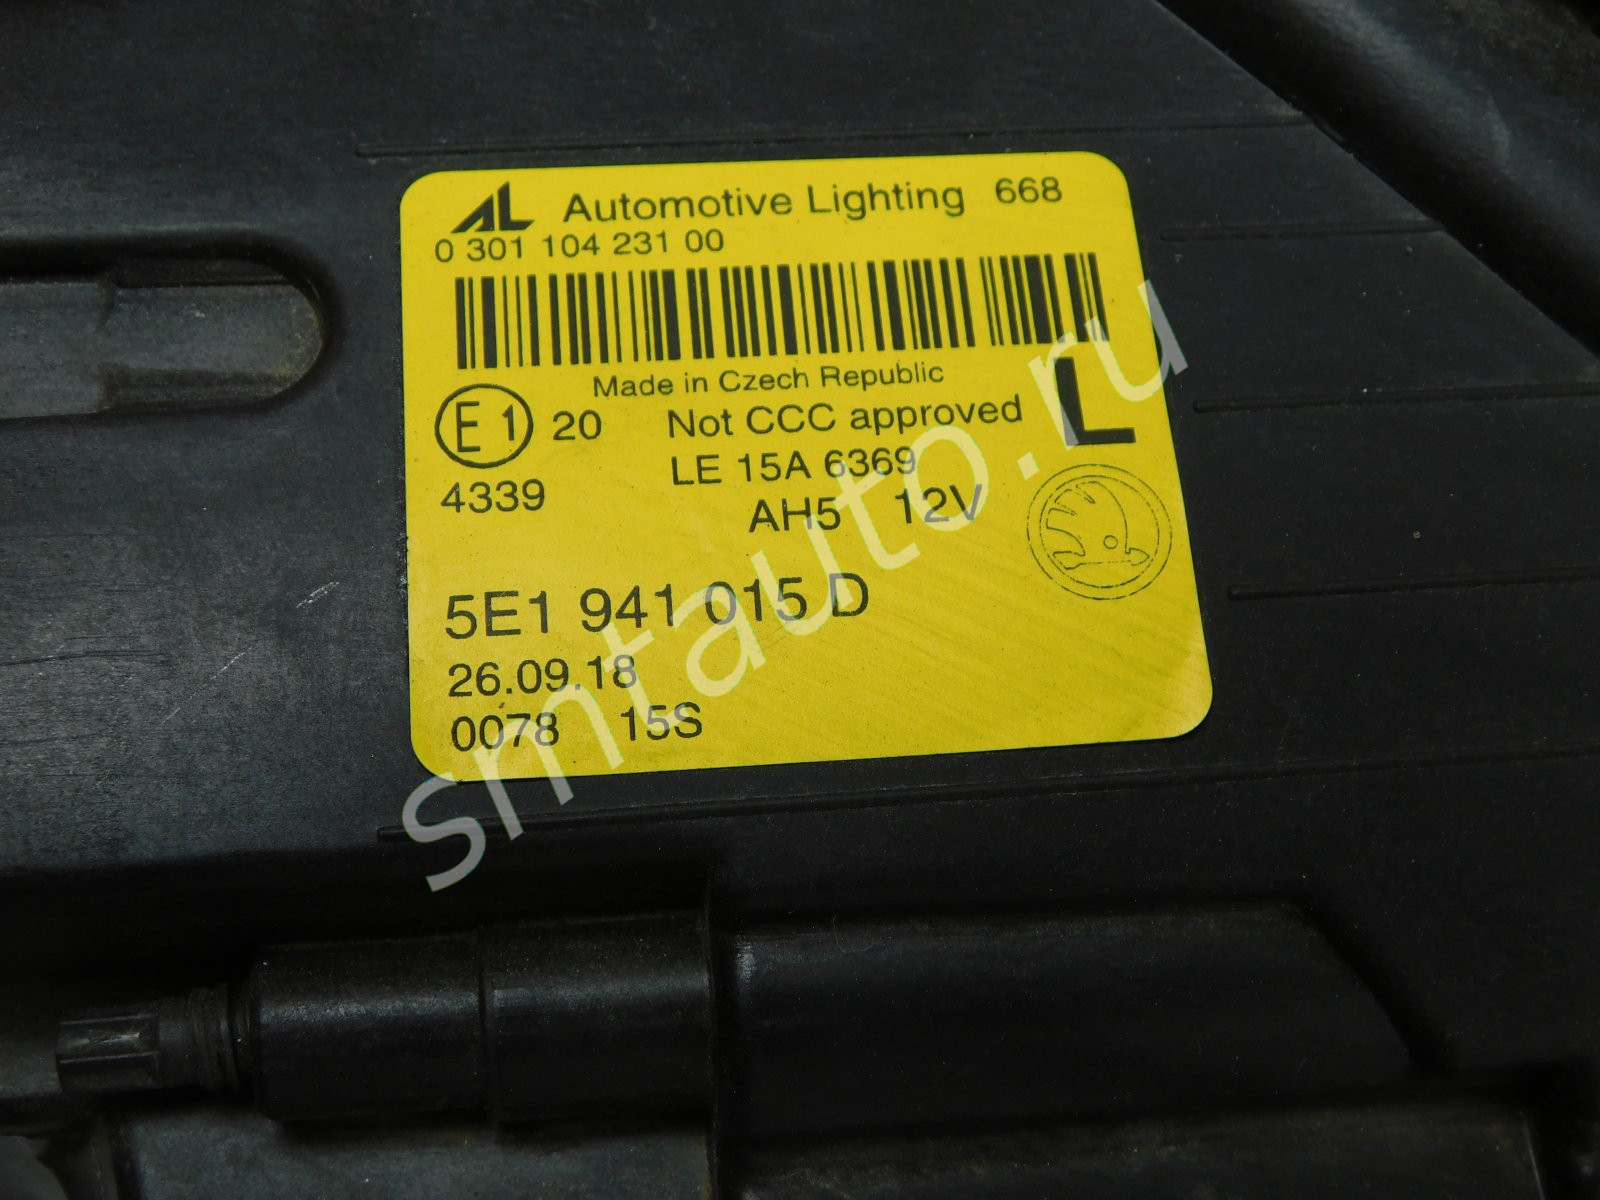 AL Automotive Lighting 668
0 301 104 231 00
Made in Czech Republic
E1 20 Not CCC approved L
LE 15A 6369
4339
AH5 12V
5E1 941 015 D
26.09.18
0078 15S
smtauto.ru